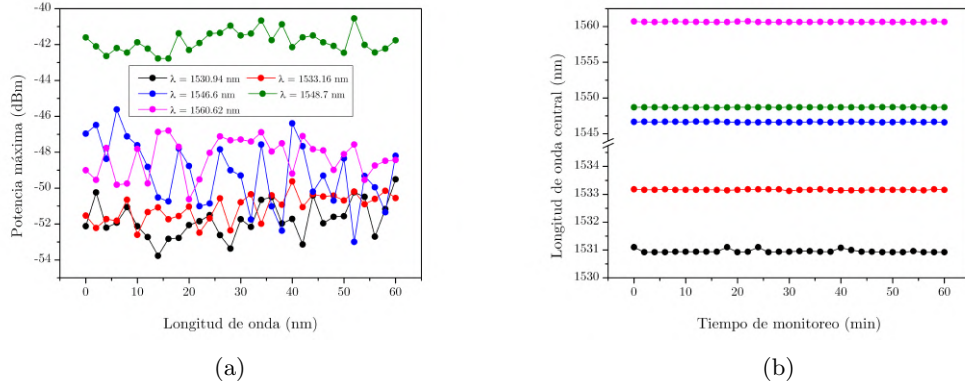 -40
-42
-44
-46
-48
-50
-52
-54
Potencia máxima (dBm)
λ = 1530.94 nm
λ = 1533.16 nm
λ = 1546.6 nm
λ = 1548.7 nm
λ = 1560.62 nm
0 10 20 30 40 50 60
Longitud de onda (nm)
(a)
1560
1550
1545
1534
1533
1532
1531
1530
Longitud de onda central (nm)
0 10 20 30 40 50 60
Tiempo de monitoreo (min)
(b)